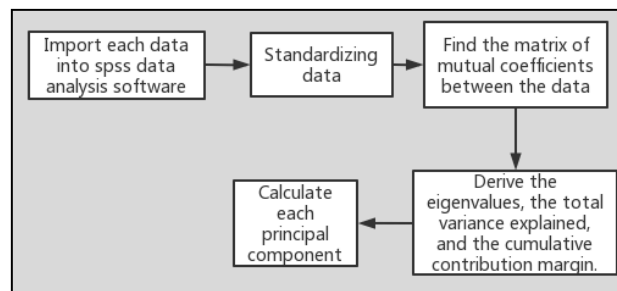 Import each data
into spss data
analysis software
Standardizing
data
Find the matrix of
mutual coefficients
between the data
Derive the
eigenvalues, the total
variance explained,
and the cumulative
contribution margin.
Calculate
each
principal
component